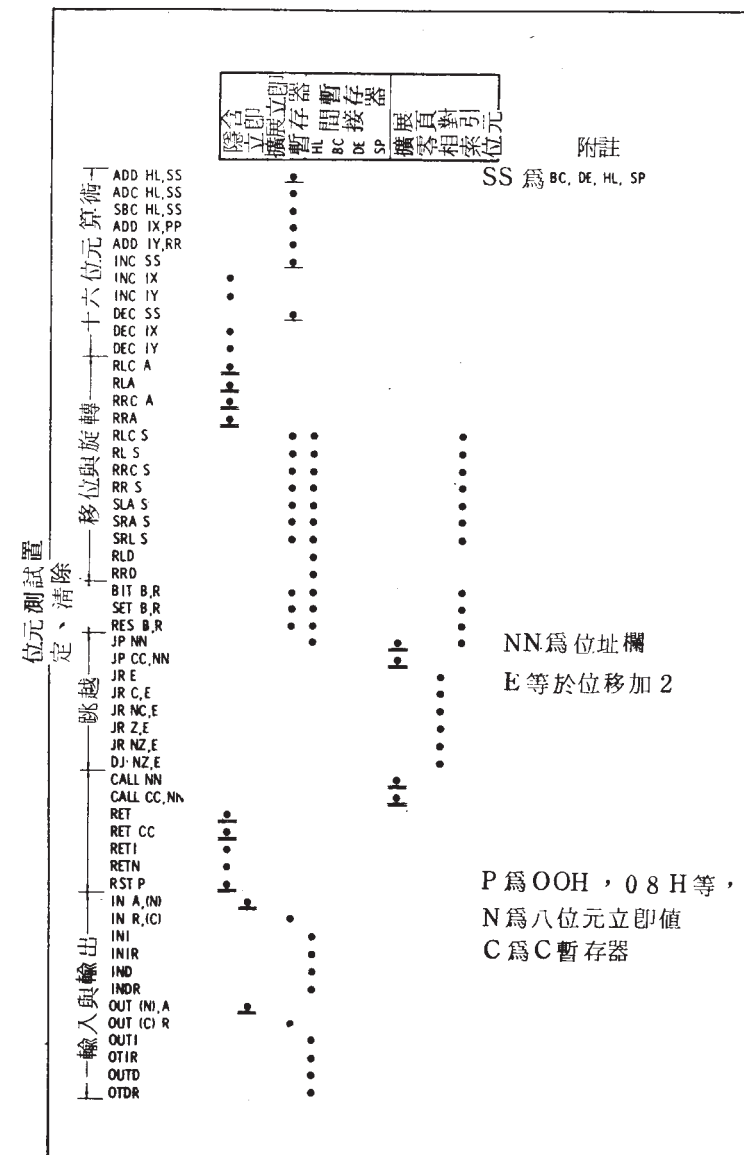 隱含
立即
擴展立即
暫存器
HL 間暫
BC 接存
DE 器
SP
擴展
零頁
相對
索引
位元
附註
十六位元算術
ADD HL,SS
SS 爲 BC, DE, HL, SP
ADC HL,SS
SBC HL,SS
ADD IX,PP
ADD IY,RR
INC SS
INC IX
INC IY
DEC SS
DEC IX
DEC IY
移位與旋轉
RLC A
RLA
RRC A
RRA
RLC S
RL S
RRC S
RR S
SLA S
SRA S
SRL S
RLD
RRD
位元測試置
定、清除
BIT B,R
SET B,R
RES B,R
跳越
JP NN
NN爲位址欄
JP CC,NN
JR E
E等於位移加2
JR C,E
JR NC,E
JR Z,E
JR NZ,E
DJ NZ,E
CALL NN
CALL CC,NN
RET
RET CC
RETI
RETN
RST P
P爲OOH,08H等,
輸入與輸出
IN A,(N)
IN R,(C)
N爲八位元立卽值
INI
INIR
C爲C暫存器
IND
INDR
OUT (N),A
OUT (C) R
OUTI
OTIR
OUTD
OTDR